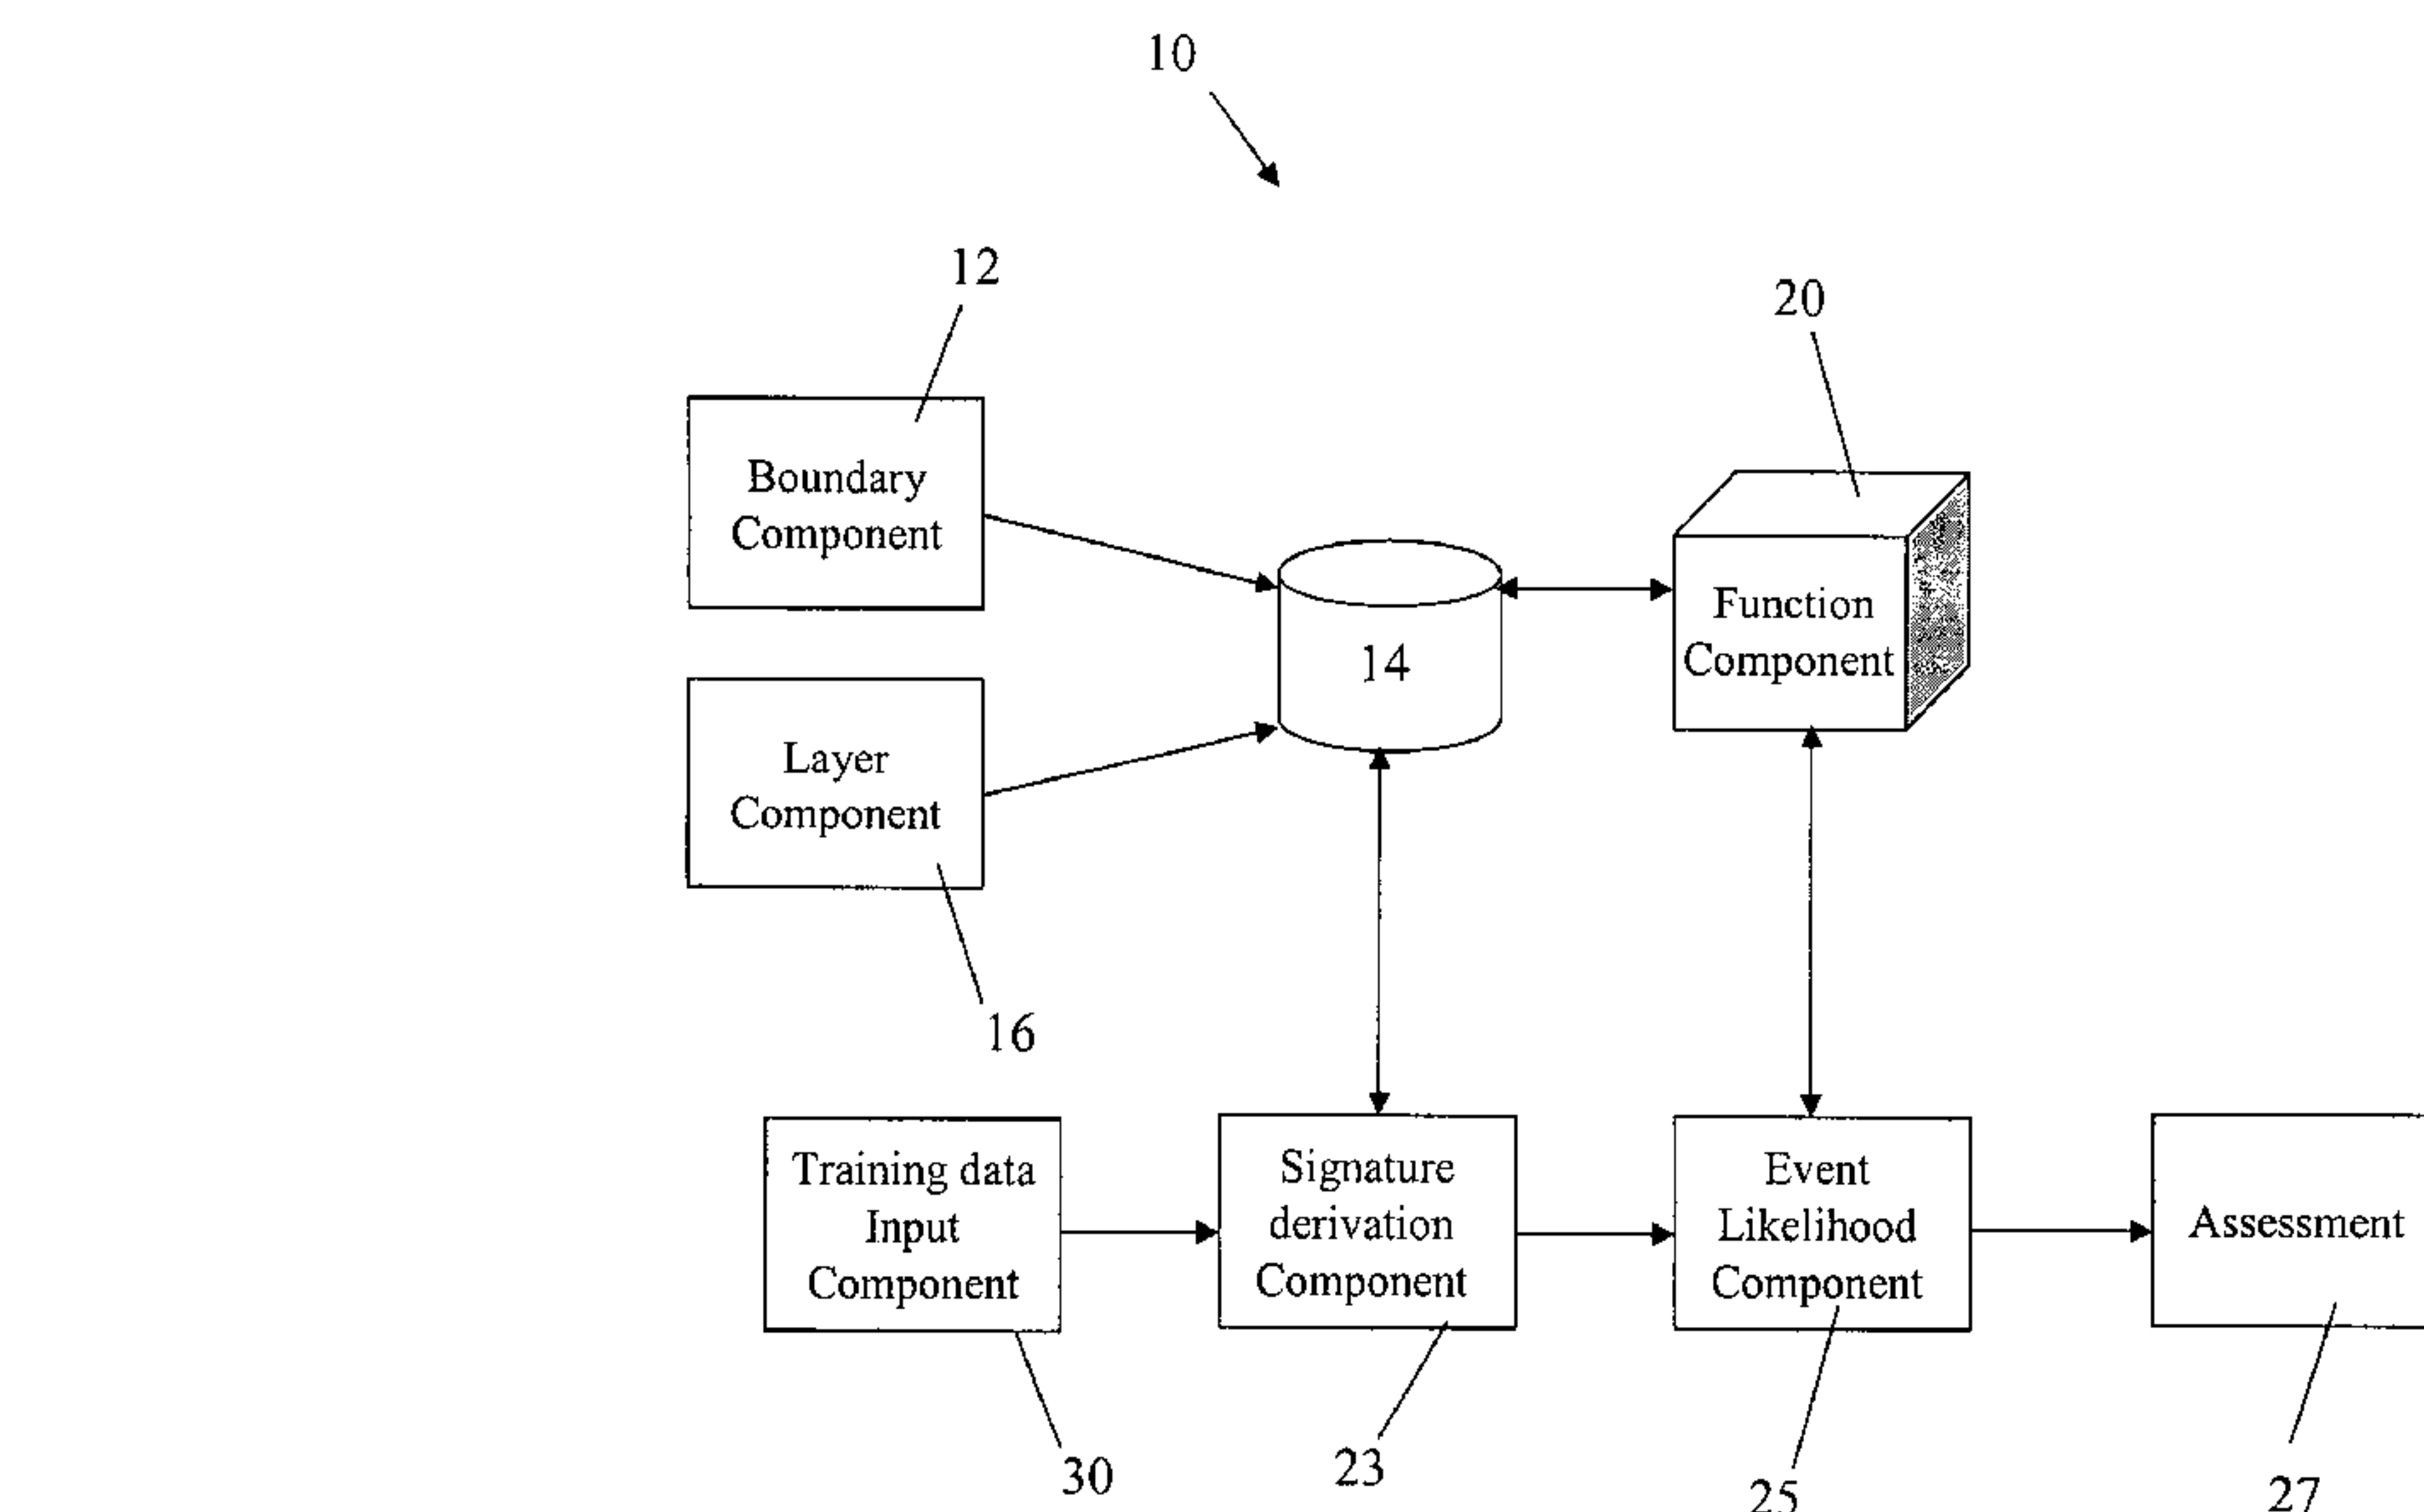 10
12
20
Boundary
Component
Function
Component
14
Layer
Component
16
Training data
Input
Component
Signature
derivation
Component
Event
Likelihood
Component
Assessment
30
23
25
27